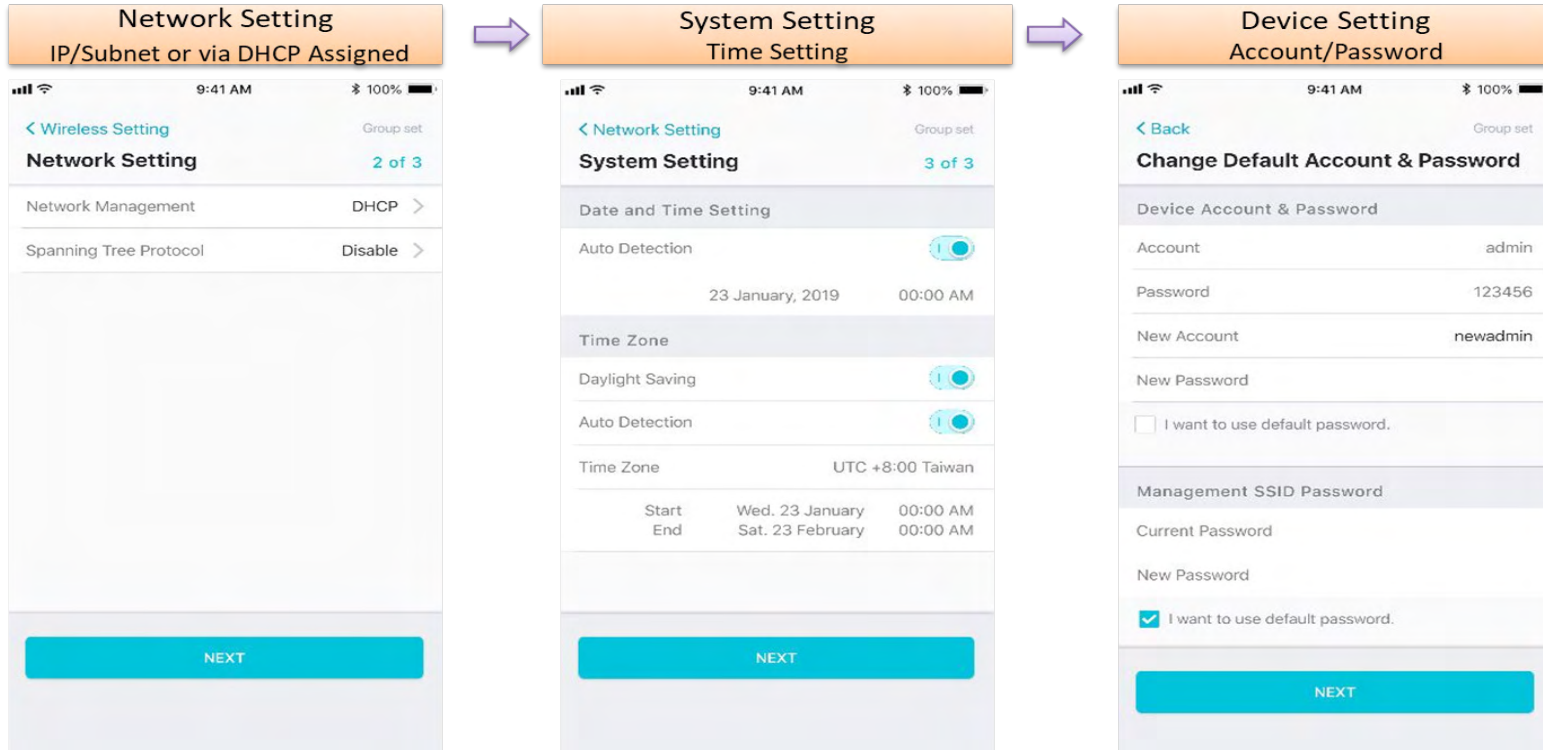 Network Setting
IP/Subnet or via DHCP Assigned
9:41 AM
100%
Wireless Setting
Group set
Network Setting
2 of 3
Network Management
DHCP
Spanning Tree Protocol
Disable
NEXT
System Setting
Time Setting
9:41 AM
100%
Network Setting
Group set
System Setting
3 of 3
Date and Time Setting
Auto Detection
23 January, 2019 00:00 AM
Time Zone
Daylight Saving
Auto Detection
Time Zone
UTC +8:00 Taiwan
Start Wed. 23 January 00:00 AM
End Sat. 23 February 00:00 AM
NEXT
Device Setting
Account/Password
9:41 AM
100%
Back
Group set
Change Default Account & Password
Device Account & Password
Account admin
Password 123456
New Account newadmin
New Password
I want to use default password.
Management SSID Password
Current Password
New Password
I want to use default password.
NEXT